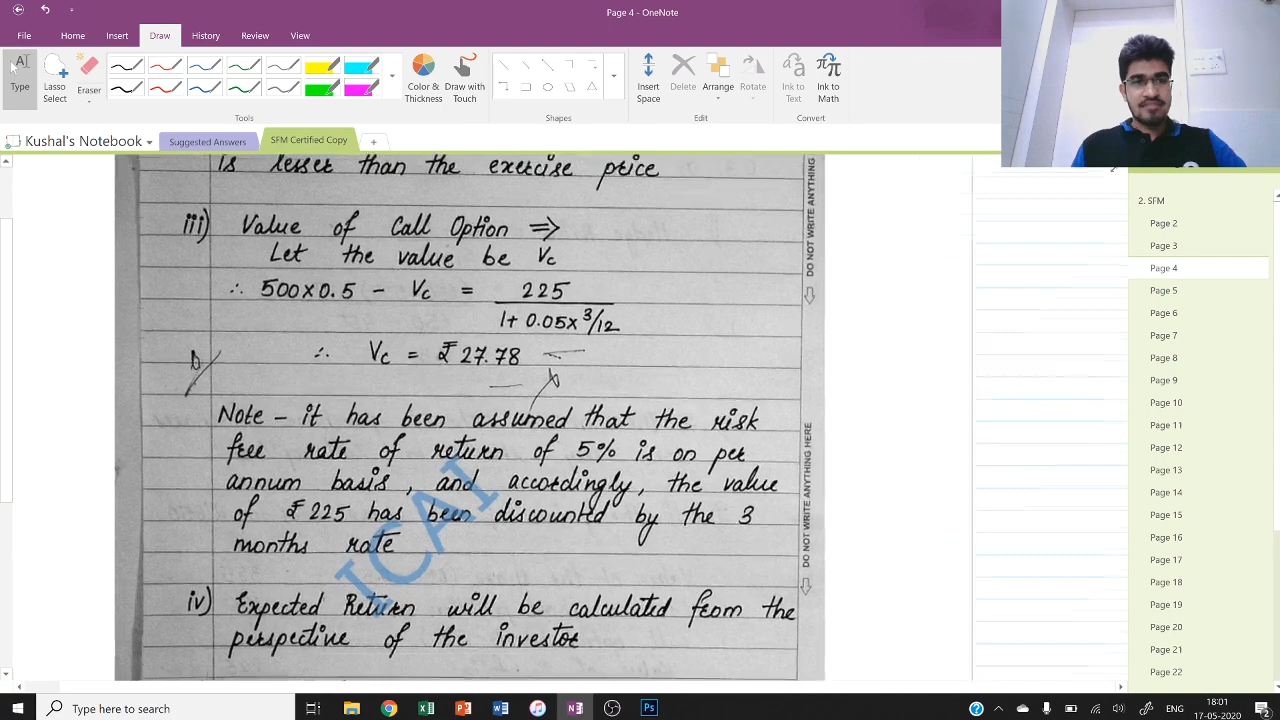 Page 4 - OneNote
File Home Insert Draw History Review View
Type
Lasso Select
Eraser
Color & Thickness
Draw with Touch
Insert Space
Delete
Arrange
Rotate
Ink to Text
Ink to Math
Tools
Shapes
Edit
Convert
Kushal's Notebook
Suggested Answers
SFM Certified Copy
is lesser than the exercise price
iii) Value of Call Option ⇒
Let the value be Vc
∴ 500×0.5 - Vc = 225
1+ 0.05×3/12
∴ Vc = ₹27.78
Note - it has been assumed that the risk
free rate of return of 5% is on per
annum basis, and accordingly, the value
of ₹225 has been discounted by the 3
months rate
iv) Expected Return will be calculated from the
perspective of the investor
ICAI
DO NOT WRITE ANYTHING
DO NOT WRITE ANYTHING HERE
2. SFM
Page 2
Page 3
Page 4
Page 5
Page 6
Page 7
Page 8
Page 9
Page 10
Page 11
Page 12
Page 13
Page 14
Page 15
Page 16
Page 17
Page 18
Page 19
Page 20
Page 21
Page 22
Type here to search
ENG
18:01
17-05-2020